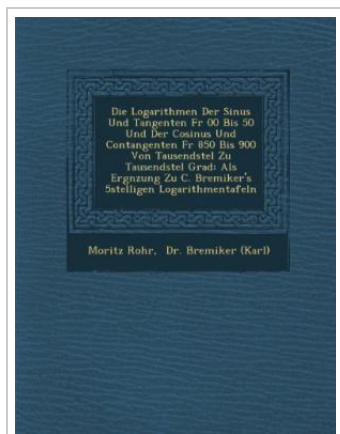 Die Logarithmen Der Sinus
Und Tangenten Fr 00 Bis 50
Und Der Cosinus Und
Contangenten Fr 850 Bis 900
Von Tausendstel Zu
Tausendstel Grad: Als
Ergnzung Zu C. Bremiker's
5stelligen Logarithmentafeln
Moritz Rohr, Dr. Bremiker (Karl)